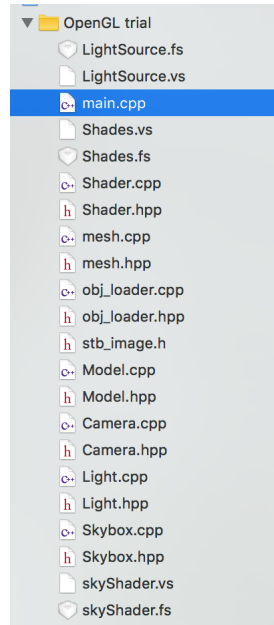 OpenGL trial
LightSource.fs
LightSource.vs
main.cpp
Shades.vs
Shades.fs
Shader.cpp
Shader.hpp
mesh.cpp
mesh.hpp
obj_loader.cpp
obj_loader.hpp
stb_image.h
Model.cpp
Model.hpp
Camera.cpp
Camera.hpp
Light.cpp
Light.hpp
Skybox.cpp
Skybox.hpp
skyShader.vs
skyShader.fs